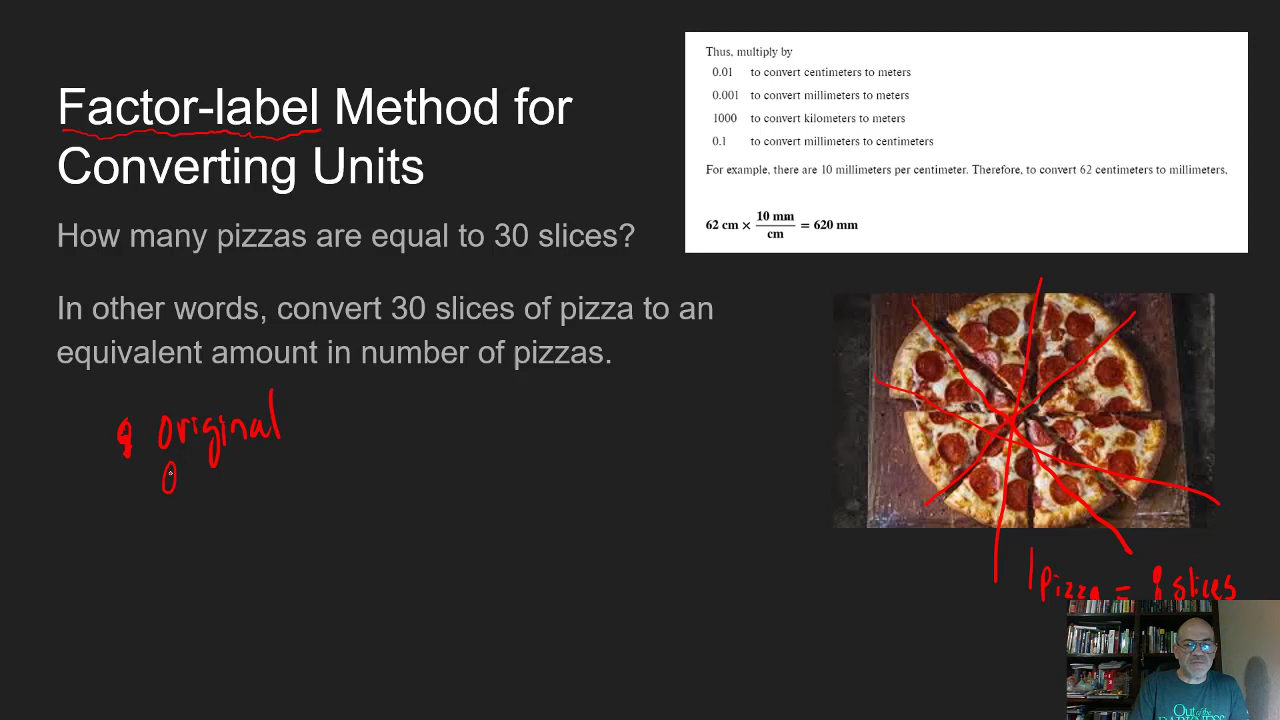 Factor-label Method for
Converting Units
How many pizzas are equal to 30 slices?
In other words, convert 30 slices of pizza to an
equivalent amount in number of pizzas.
original
Thus, multiply by
0.01 to convert centimeters to meters
0.001 to convert millimeters to meters
1000 to convert kilometers to meters
0.1 to convert millimeters to centimeters
For example, there are 10 millimeters per centimeter. Therefore, to convert 62 centimeters to millimeters,
62 cm × 10 mm / cm = 620 mm
1 pizza = 8 slices
Out of the
DARKNESS